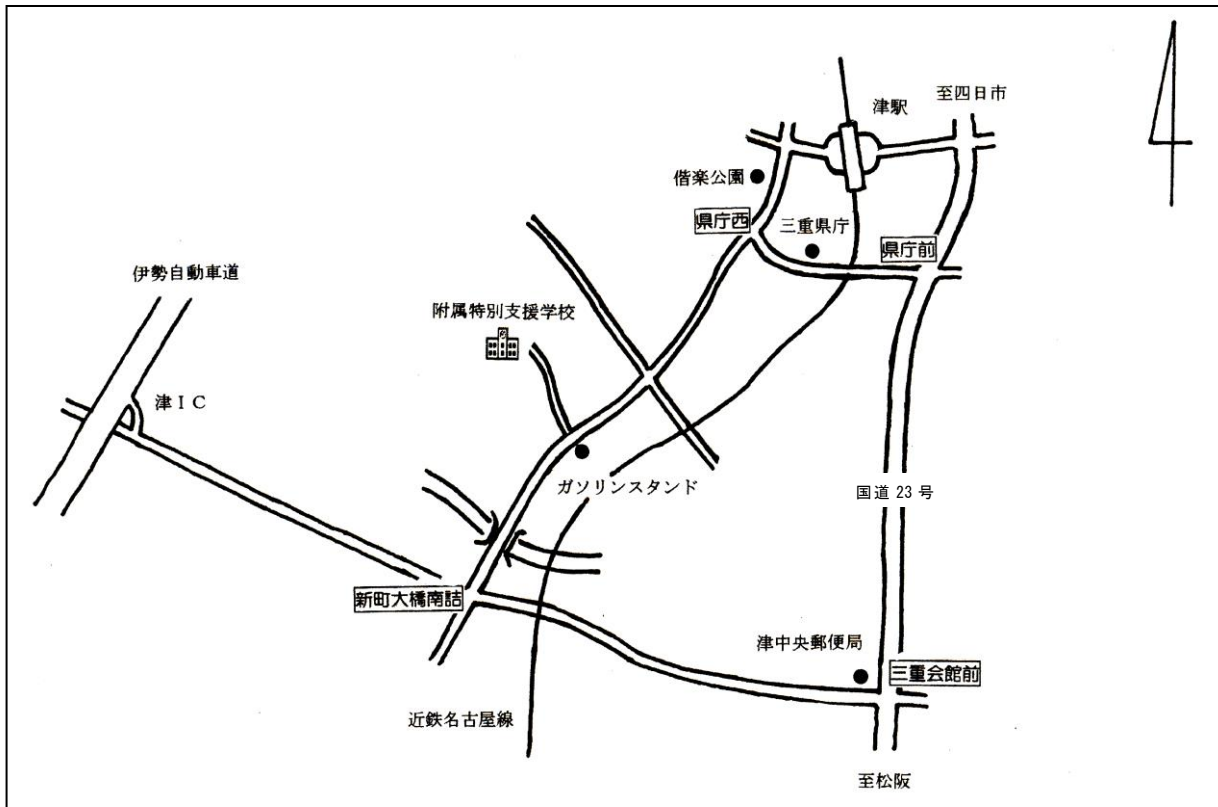 至四日市
津駅
偕楽公園
県庁西
三重県庁
県庁前
伊勢自動車道
附属特別支援学校
津ＩＣ
ガソリンスタンド
国道 23 号
新町大橋南詰
津中央郵便局
三重会館前
近鉄名古屋線
至松阪